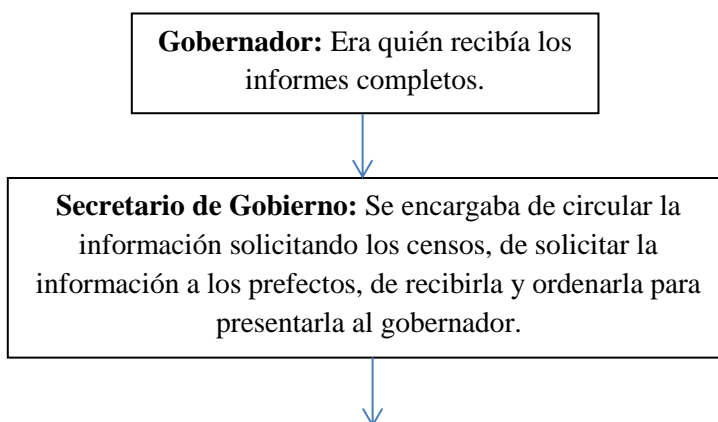 Gobernador: Era quién recibía los
informes completos.
Secretario de Gobierno: Se encargaba de circular la
información solicitando los censos, de solicitar la
información a los prefectos, de recibirla y ordenarla para
presentarla al gobernador.